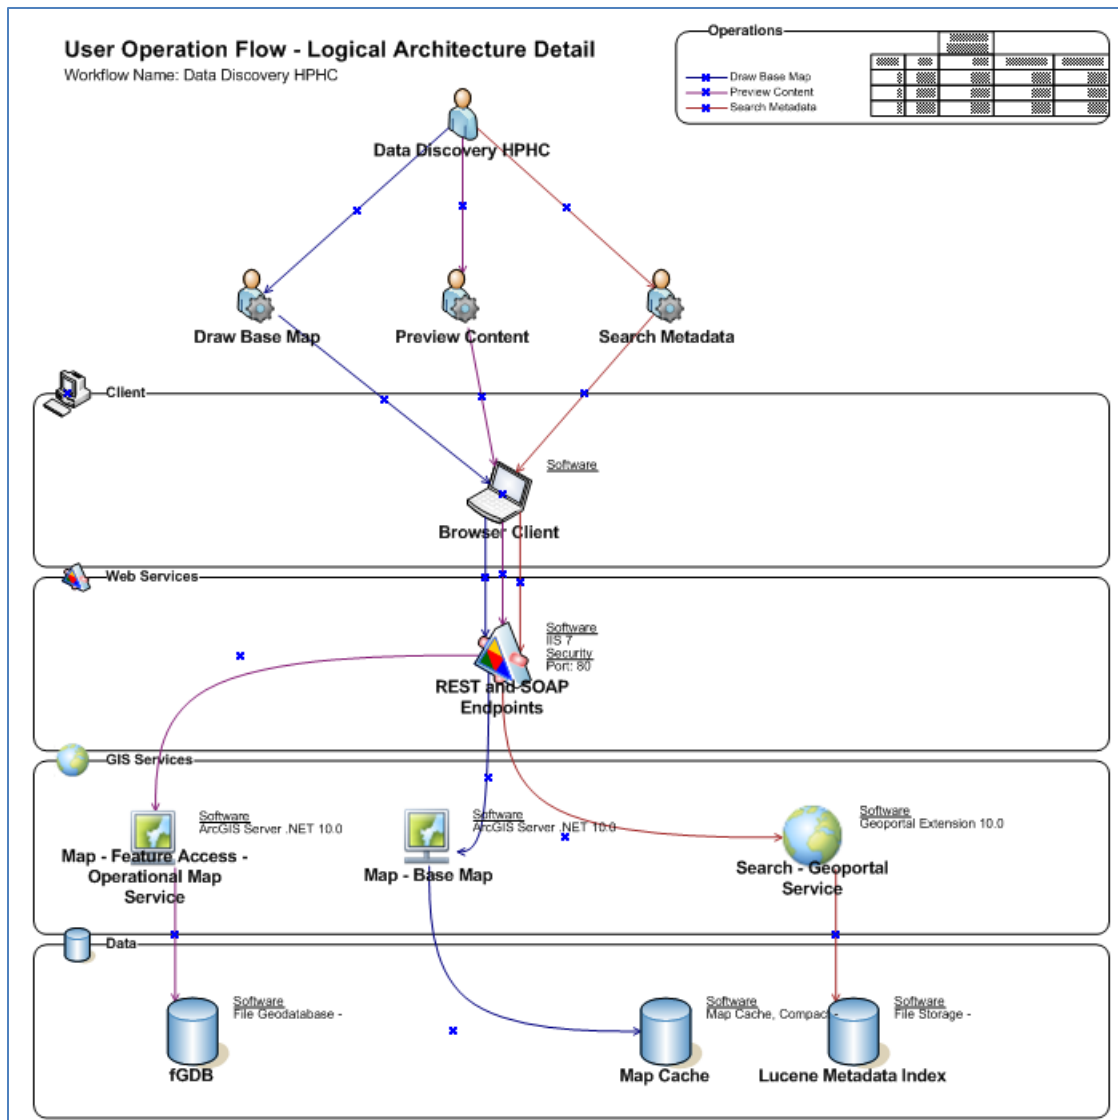 User Operation Flow - Logical Architecture Detail
Workflow Name: Data Discovery HPHC
Operations
Draw Base Map
Preview Content
Search Metadata
Data Discovery HPHC
Draw Base Map
Preview Content
Search Metadata
Client
Software
Browser Client
Web Services
Software
IIS 7
Security
Port: 80
REST and SOAP
Endpoints
GIS Services
Software
ArcGIS Server .NET 10.0
Map - Feature Access -
Operational Map
Service
Software
ArcGIS Server .NET 10.0
Map - Base Map
Software
Geoportal Extension 10.0
Search - Geoportal
Service
Data
Software
File Geodatabase -
fGDB
Software
Map Cache, Compact -
Map Cache
Software
File Storage -
Lucene Metadata Index